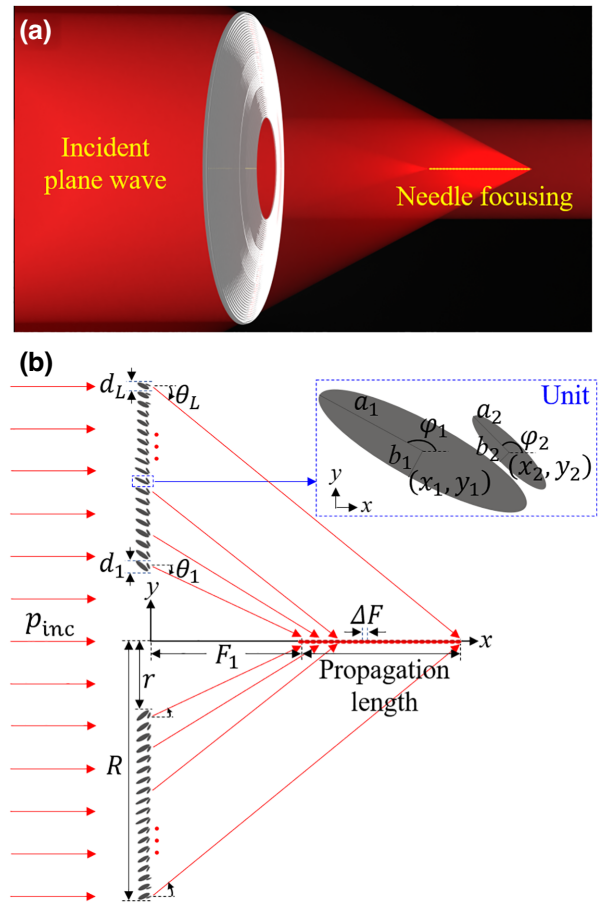 (a)
Incident
plane wave
Needle focusing
(b)
d_L
θ_L
Unit
a_1
a_2
φ_1
φ_2
b_1
b_2
(x_1, y_1)
(x_2, y_2)
y
x
d_1
θ_1
y
p_inc
ΔF
x
F_1
Propagation
length
r
R